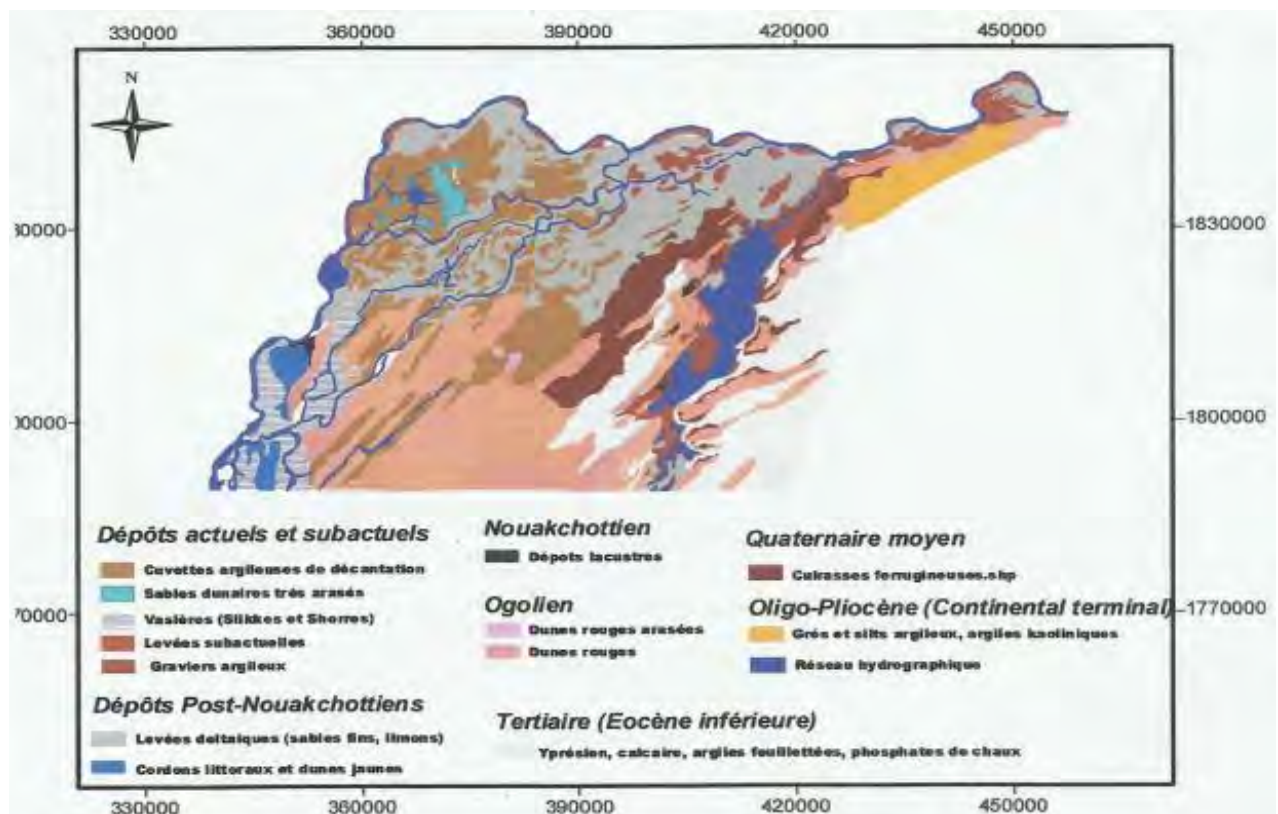 330000 360000 390000 420000 450000
N
30000 1830000
00000 1800000
70000 1770000
Dépôts actuels et subactuels
Cuvettes argileuses de décantation
Sables dunaires très arasés
Vasières (Slikkes et Shorres)
Levées subactuelles
Graviers argileux
Dépôts Post-Nouakchottiens
Levées deltaiques (sables fins, limons)
Cordons littoraux et dunes jaunes
Nouakchottien
Dépots lacustres
Ogolien
Dunes rouges arasées
Dunes rouges
Tertiaire (Eocène inférieure)
Yprésien, calcaire, argiles feuillettées, phosphates de chaux
Quaternaire moyen
Cuirasses ferrugineuses.shp
Oligo-Pliocène (Continental terminal)
Grés et silts argileux, argiles kaoliniques
Réseau hydrographique
330000 360000 390000 420000 450000